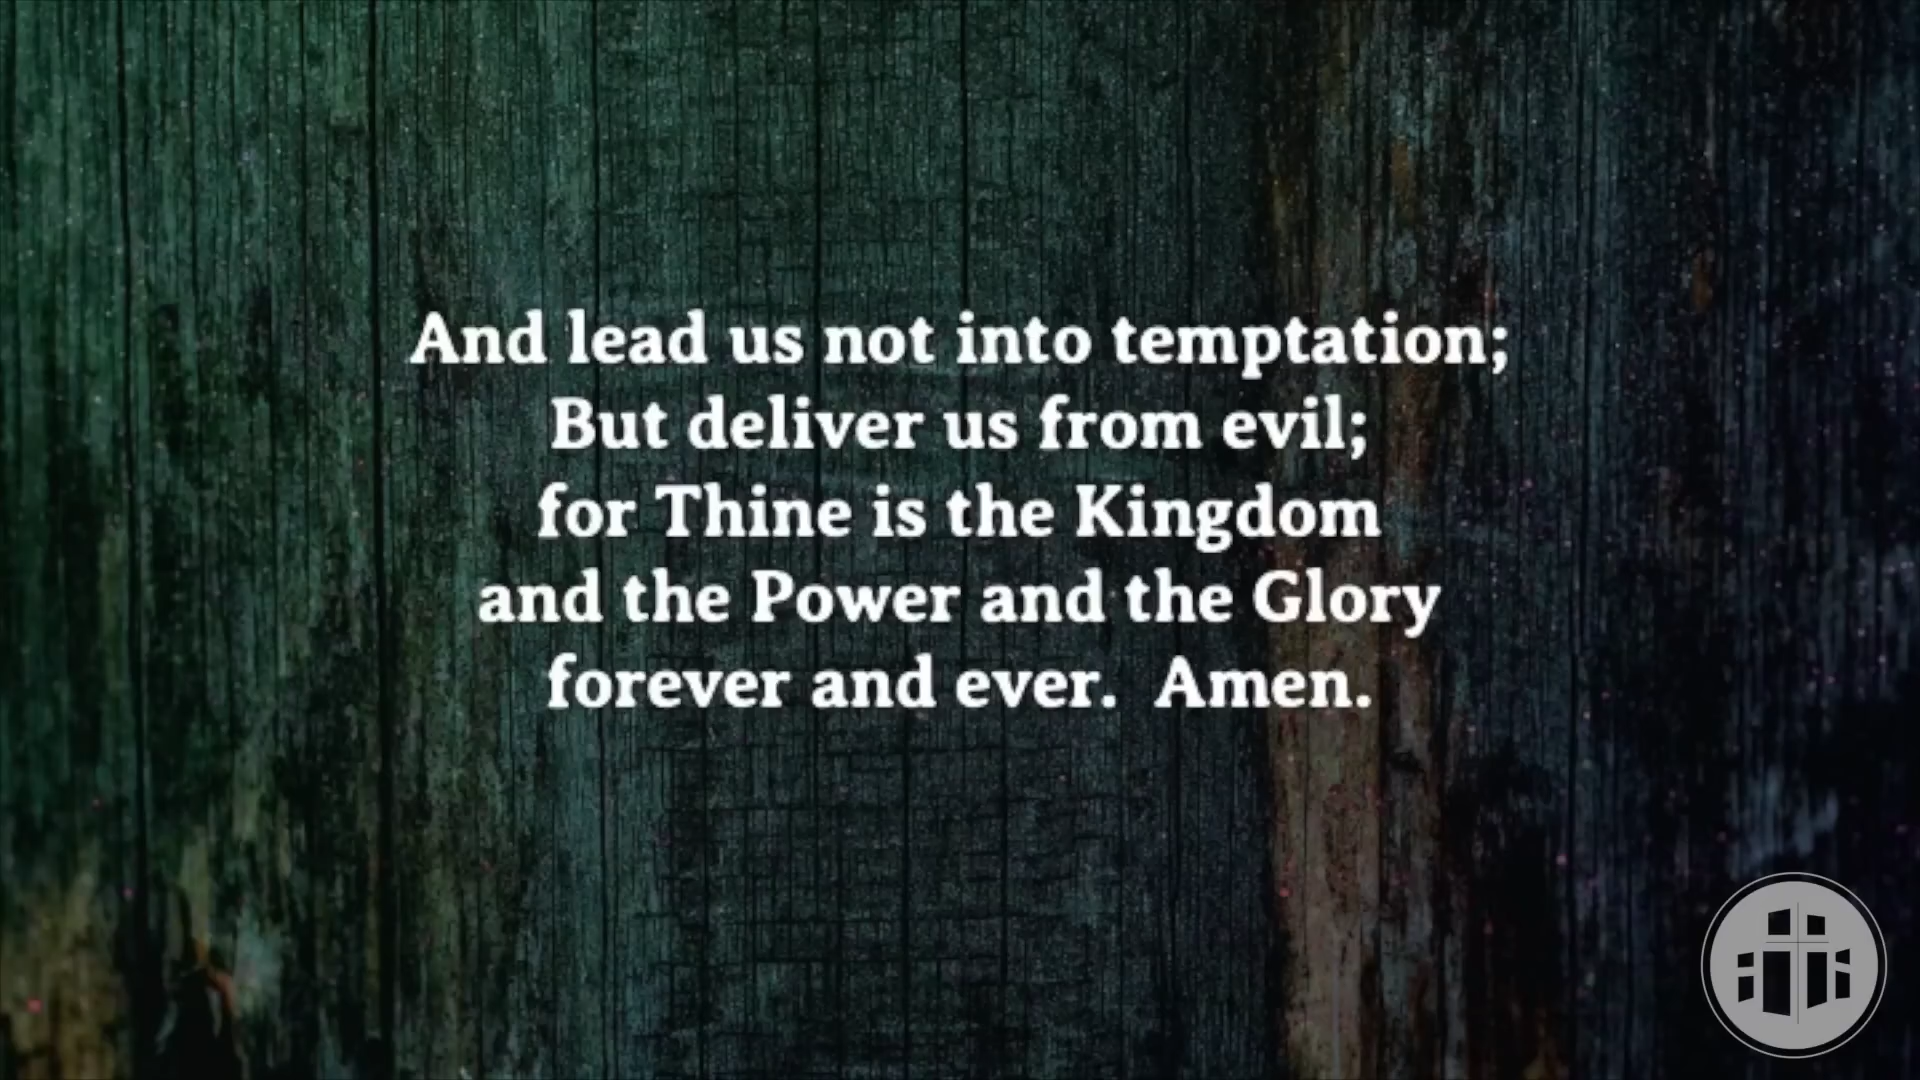 And lead us not into temptation;
But deliver us from evil;
for Thine is the Kingdom
and the Power and the Glory
forever and ever.  Amen.